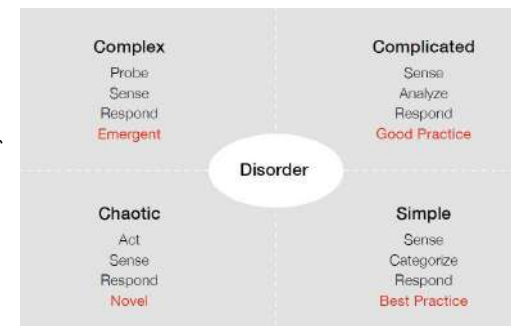 Complex
Probe
Sense
Respond
Emergent
Complicated
Sense
Analyze
Respond
Good Practice
Disorder
Chaotic
Act
Sense
Respond
Novel
Simple
Sense
Categorize
Respond
Best Practice